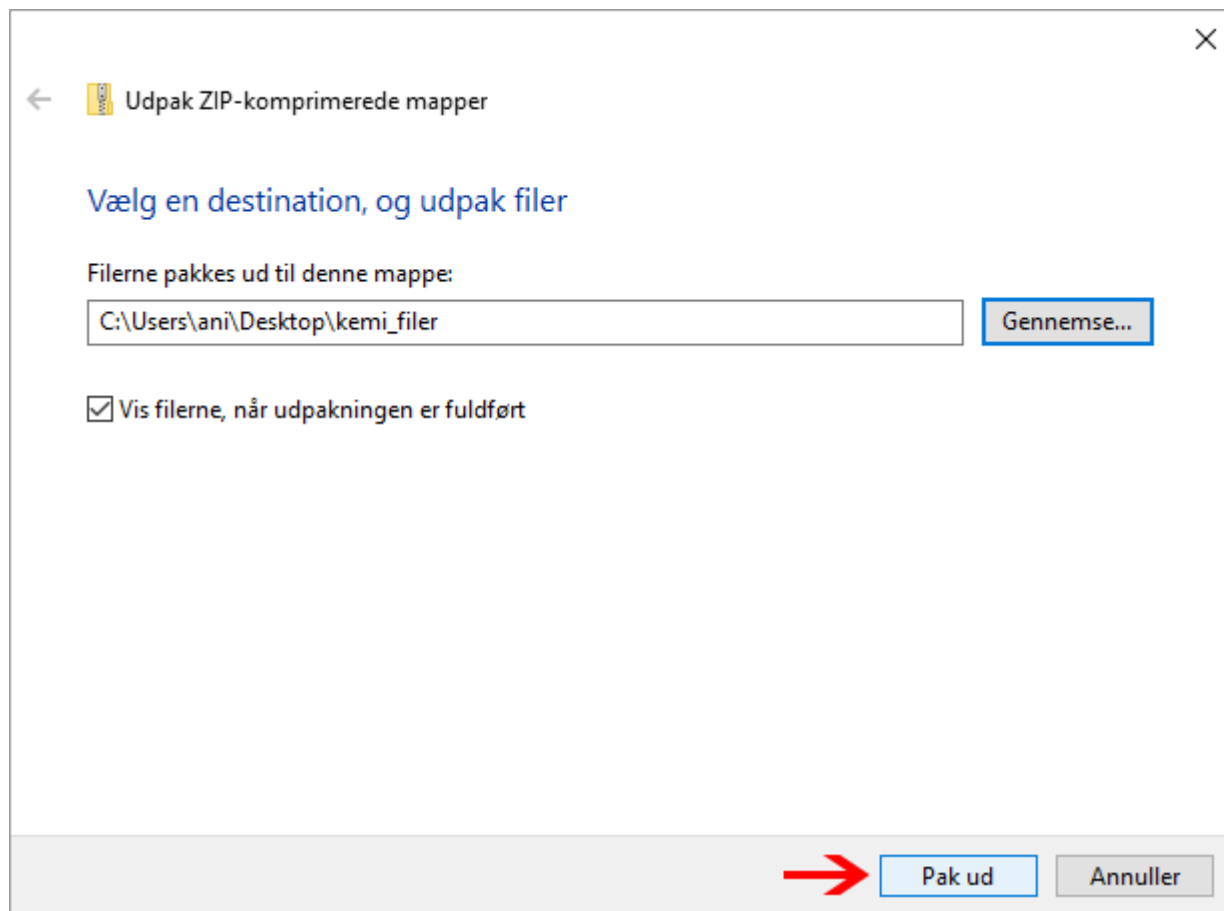 Udpak ZIP-komprimerede mapper
Vælg en destination, og udpak filer
Filerne pakkes ud til denne mappe:
C:\Users\ani\Desktop\kemi_filer
Gennemse...
Vis filerne, når udpakningen er fuldført
Pak ud
Annuller